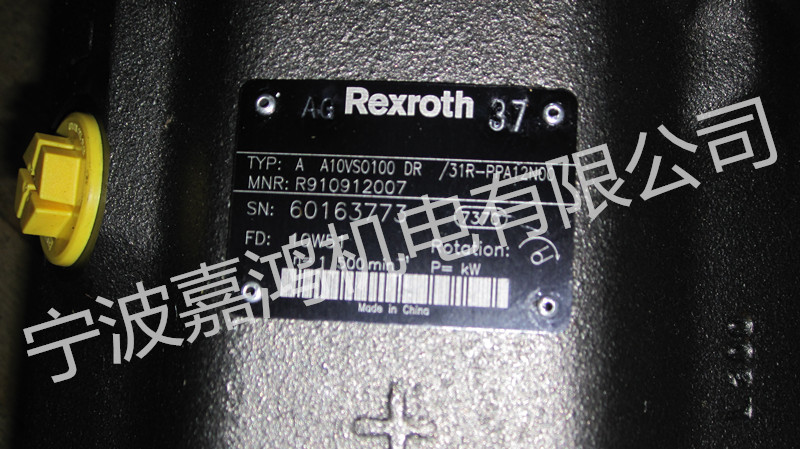 AG Rexroth 37
TYP: A A10VSO100 DR /31R-PPA12N00
MNR: R910912007
SN: 60163773
FD: Rotation:
P= kW
Made in China
宁波嘉鸿机电有限公司